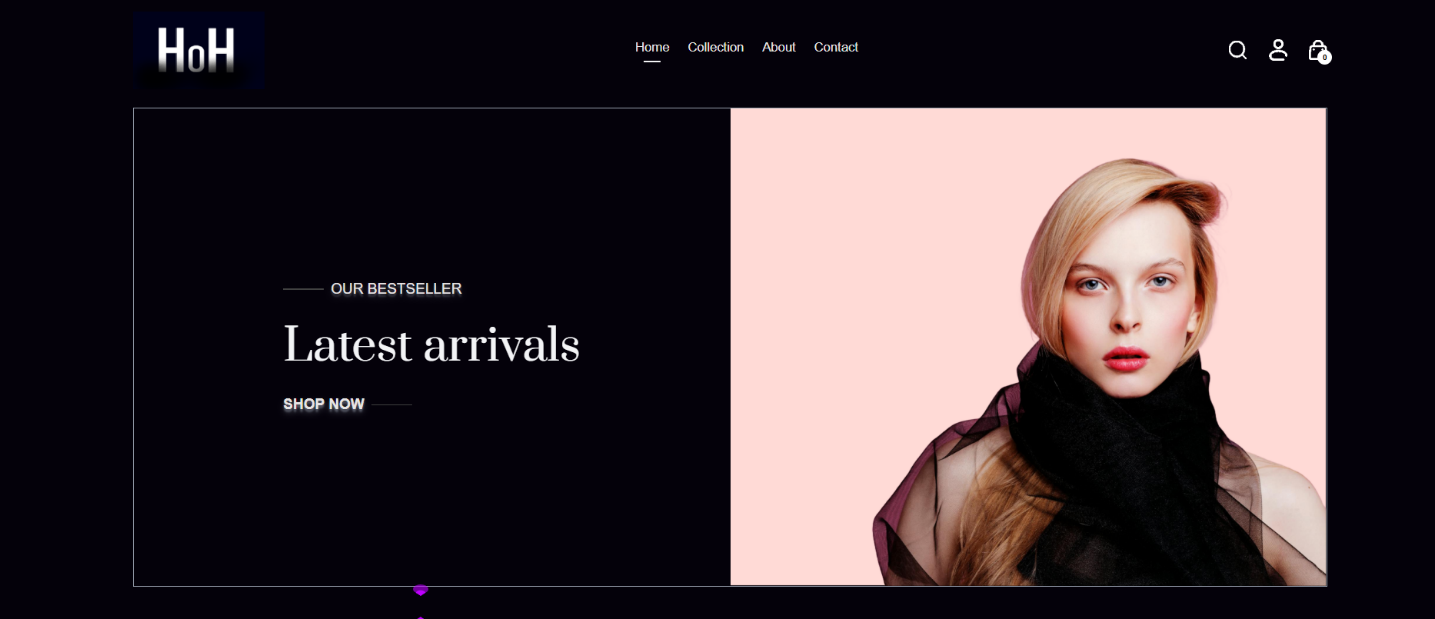 HoH
Home Collection About Contact
0
OUR BESTSELLER
Latest arrivals
SHOP NOW